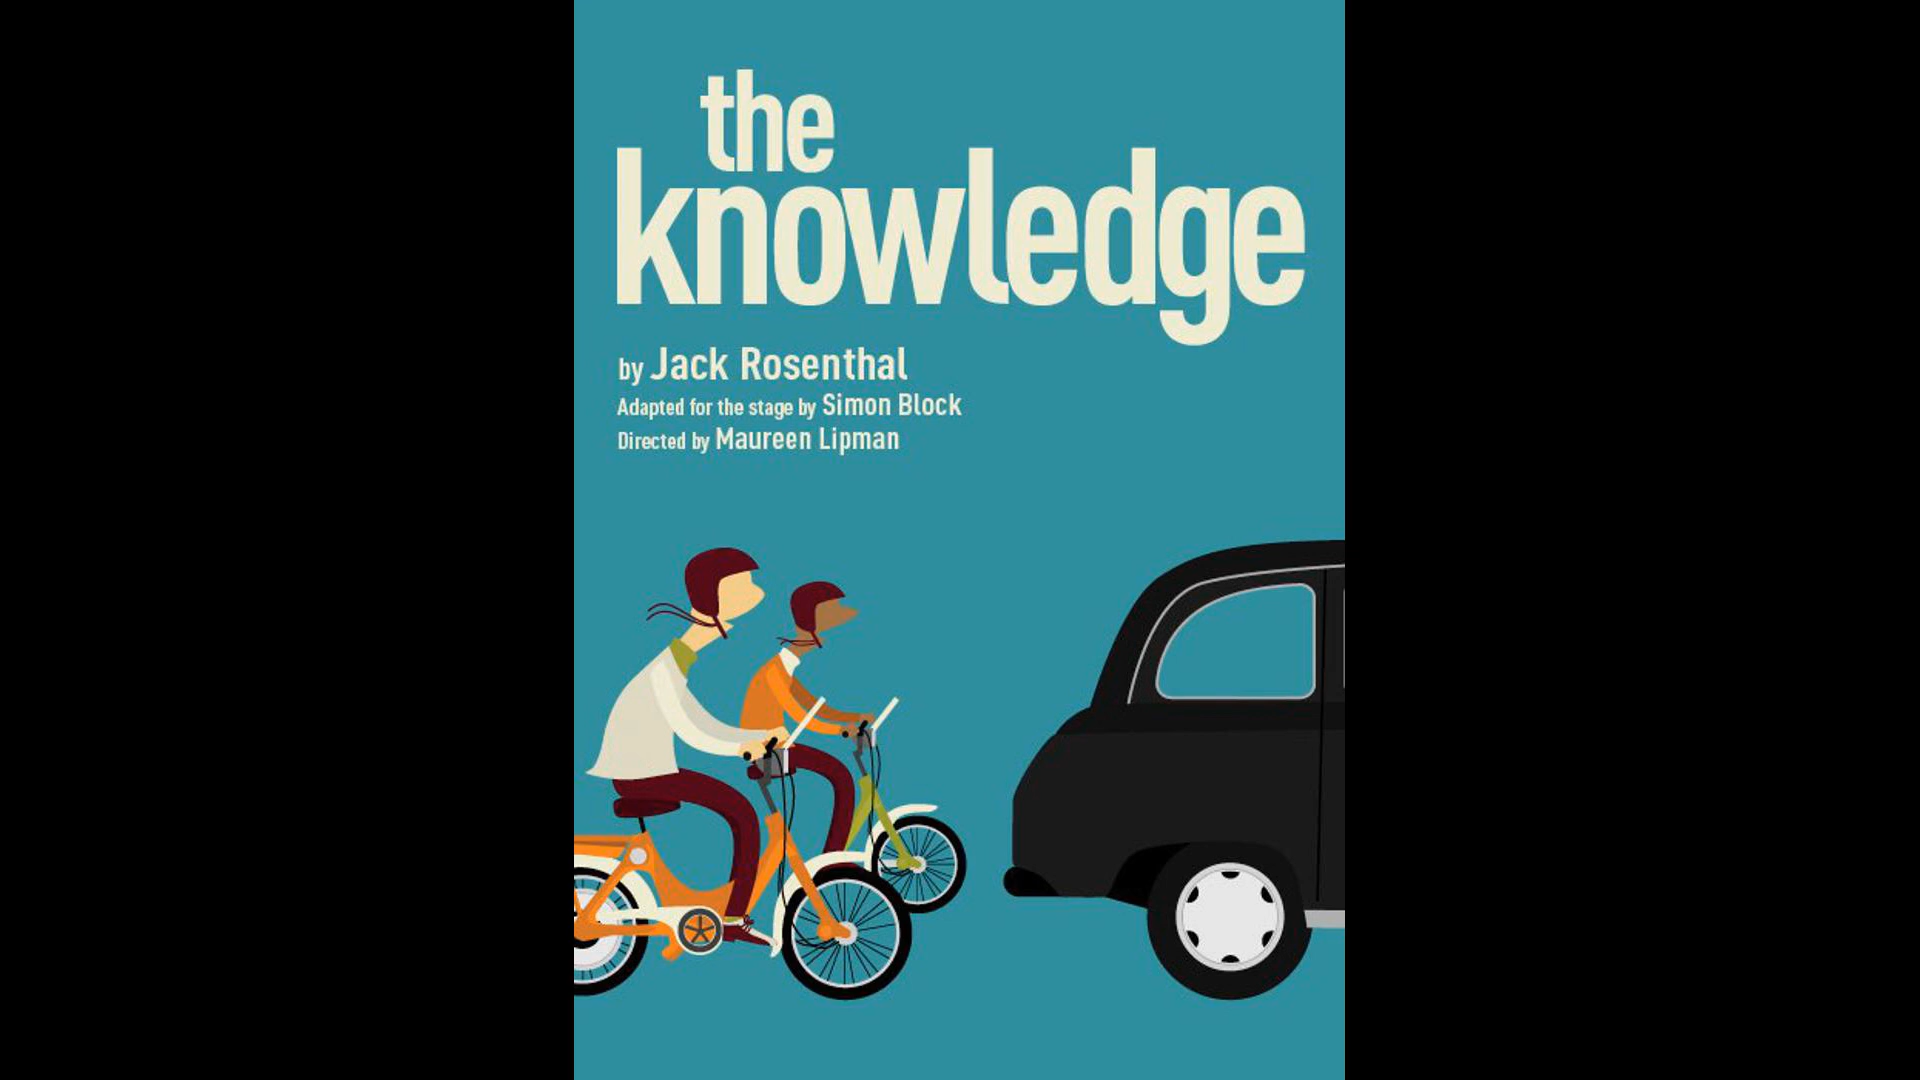 the
knowledge
by Jack Rosenthal
Adapted for the stage by Simon Block
Directed by Maureen Lipman